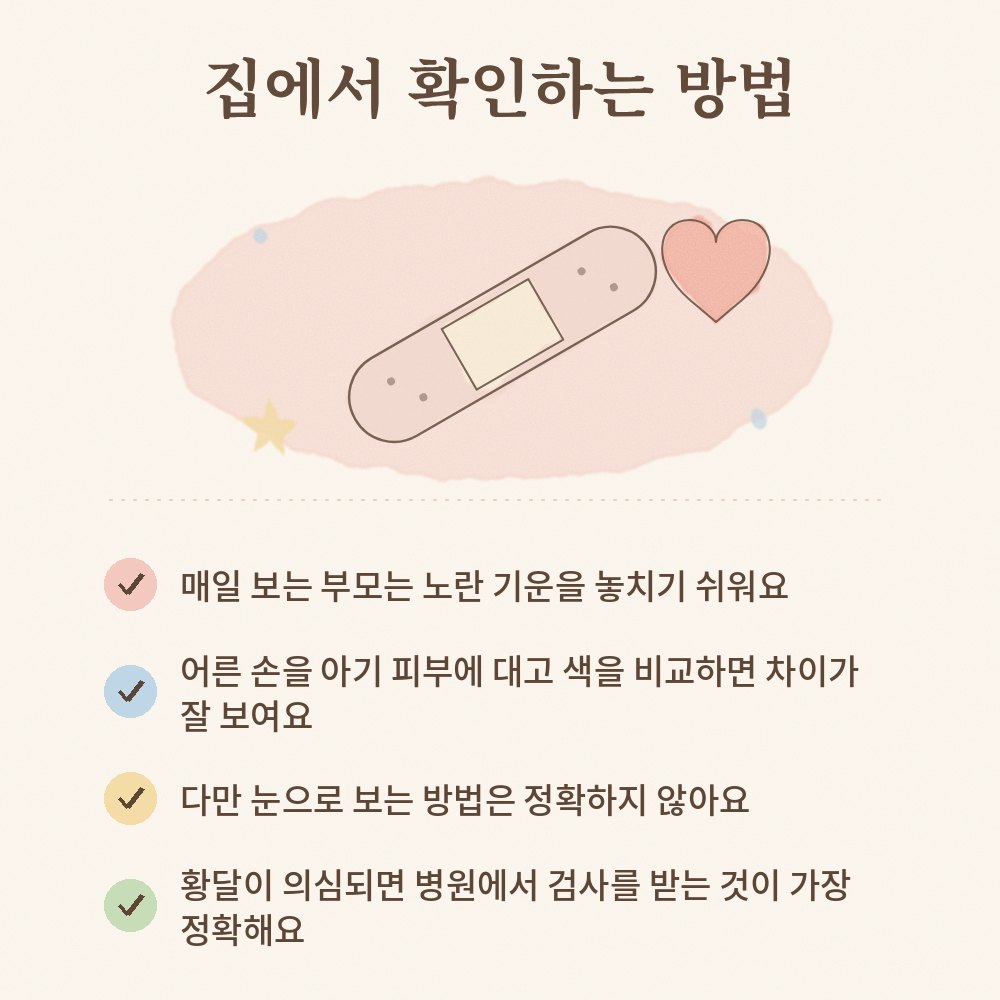 집에서 확인하는 방법
매일 보는 부모는 노란 기운을 놓치기 쉬워요
어른 손을 아기 피부에 대고 색을 비교하면 차이가
잘 보여요
다만 눈으로 보는 방법은 정확하지 않아요
황달이 의심되면 병원에서 검사를 받는 것이 가장
정확해요